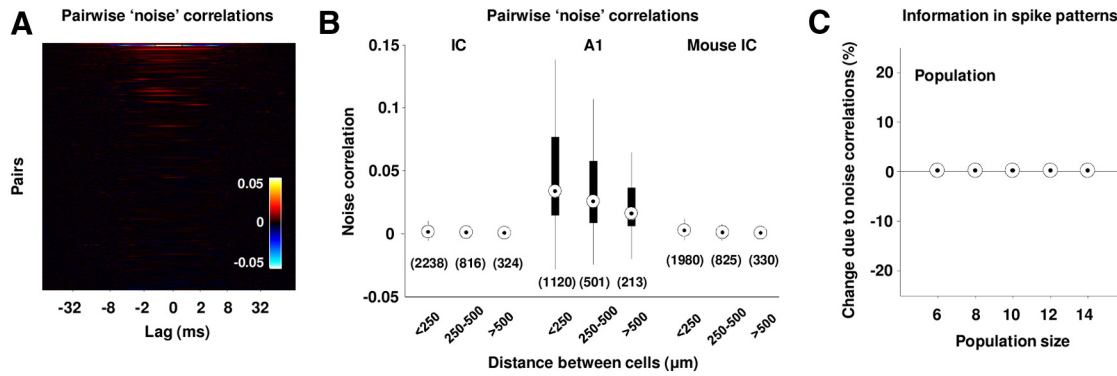 A
Pairwise ‘noise’ correlations
Pairs
0.05
0
-0.05
-32
-8
-2
0
2
8
32
Lag (ms)
B
Pairwise ‘noise’ correlations
Noise correlation
0.15
0.1
0.05
0
-0.05
IC
A1
Mouse IC
(2238) (816) (324)
(1120) (501) (213)
(1980) (825) (330)
<250
250-500
>500
<250
250-500
>500
<250
250-500
>500
Distance between cells (µm)
C
Information in spike patterns
Change due to noise correlations (%)
Population
20
10
0
-10
-20
6
8
10
12
14
Population size